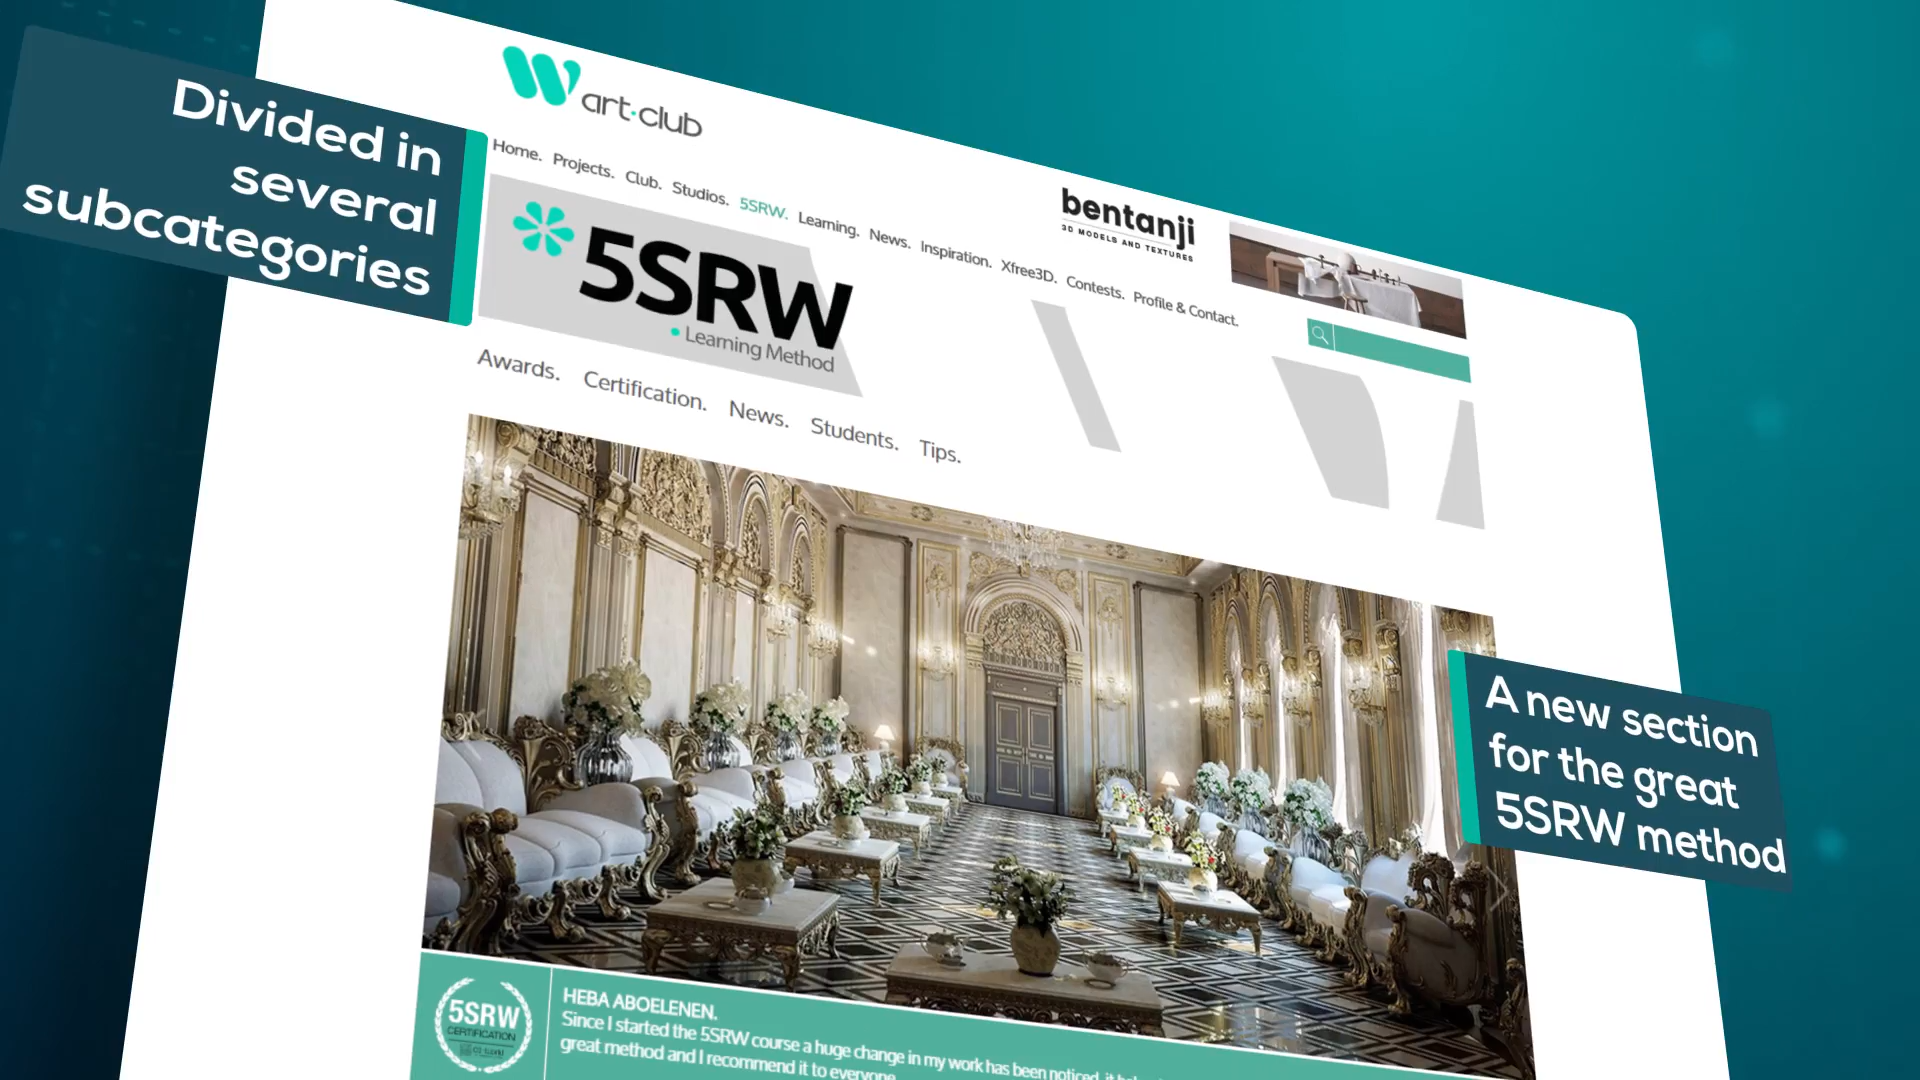 Divided in
several
subcategories
art·club
Home. Projects. Club. Studios. 5SRW. Learning. News. Inspiration. Xfree3D. Contests. Profile & Contact.
bentanji
3D MODELS AND TEXTURES
5SRW
Learning Method
Awards. Certification. News. Students. Tips.
A new section
for the great
5SRW method
5SRW
CERTIFICATION
HEBA ABOELENEN.
Since I started the 5SRW course a huge change in my work has been noticed, it
great method and I recommend it to everyone